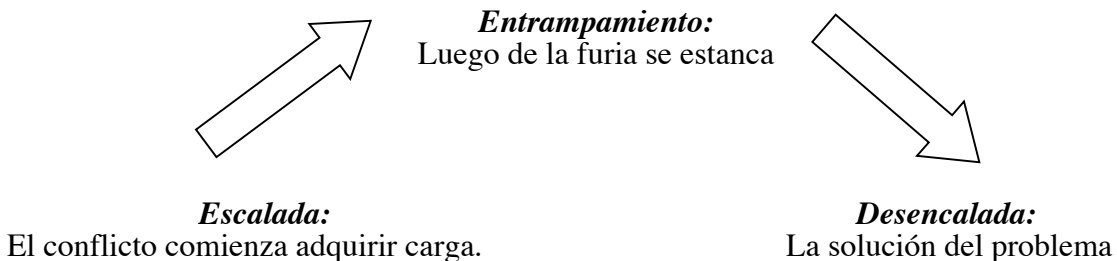 Entrampamiento:
Luego de la furia se estanca
Escalada:
El conflicto comienza adquirir carga.
Desencalada:
La solución del problema